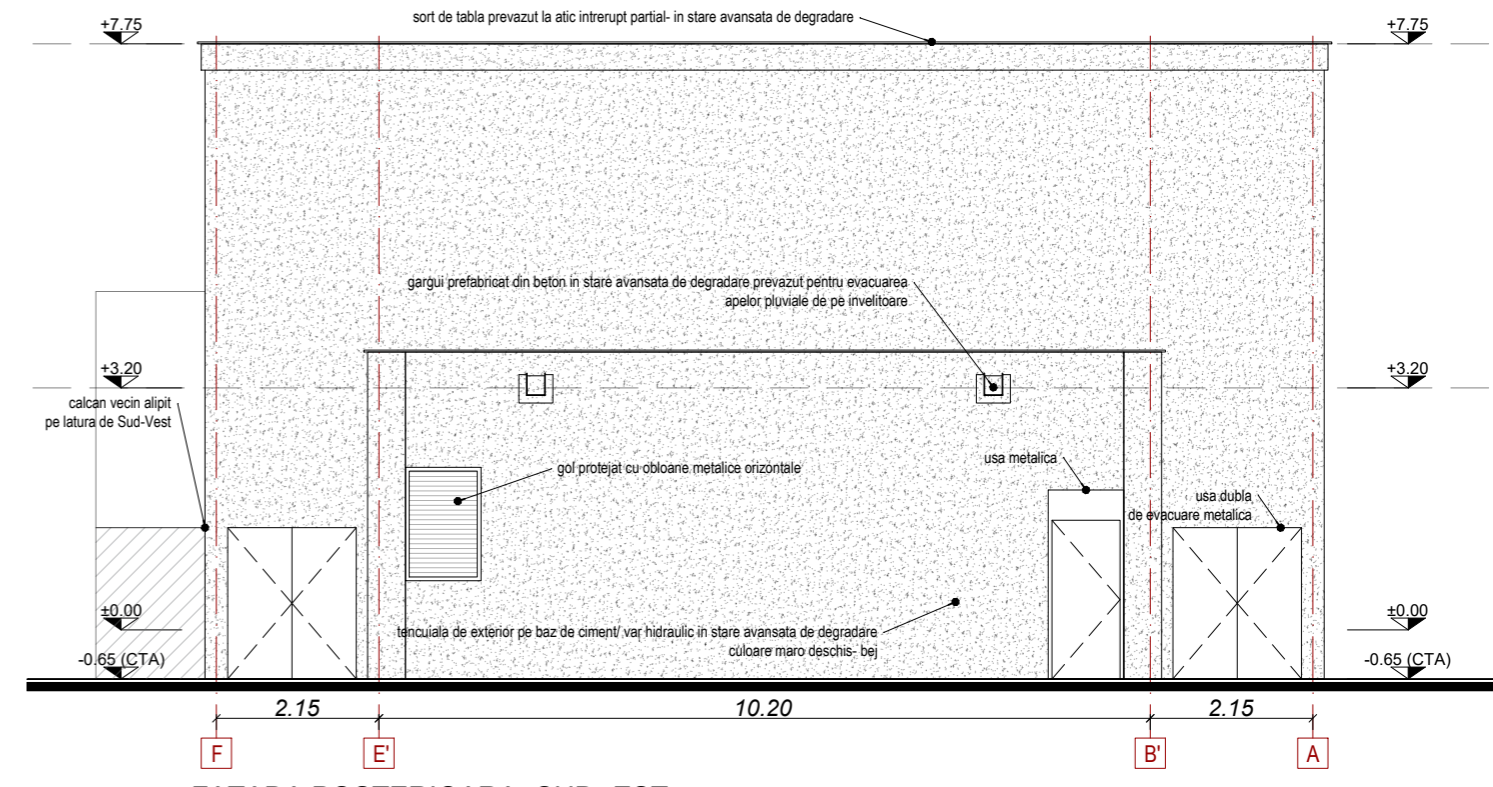 sort de tabla prevazut la atic intrerupt partial- in stare avansata de degradare
+7.75
+7.75
gargui prefabricat din beton in stare avansata de degradare prevazut pentru evacuarea
apelor pluviale de pe invelitoare
+3.20
+3.20
calcan vecin alipit
pe latura de Sud-Vest
gol protejat cu obloane metalice orizontale
usa metalica
usa dubla
de evacuare metalica
±0.00
±0.00
tencuiala de exterior pe baz de ciment/ var hidraulic in stare avansata de degradare
culoare maro deschis- bej
-0.65 (CTA)
-0.65 (CTA)
2.15
10.20
2.15
F
E'
B'
A